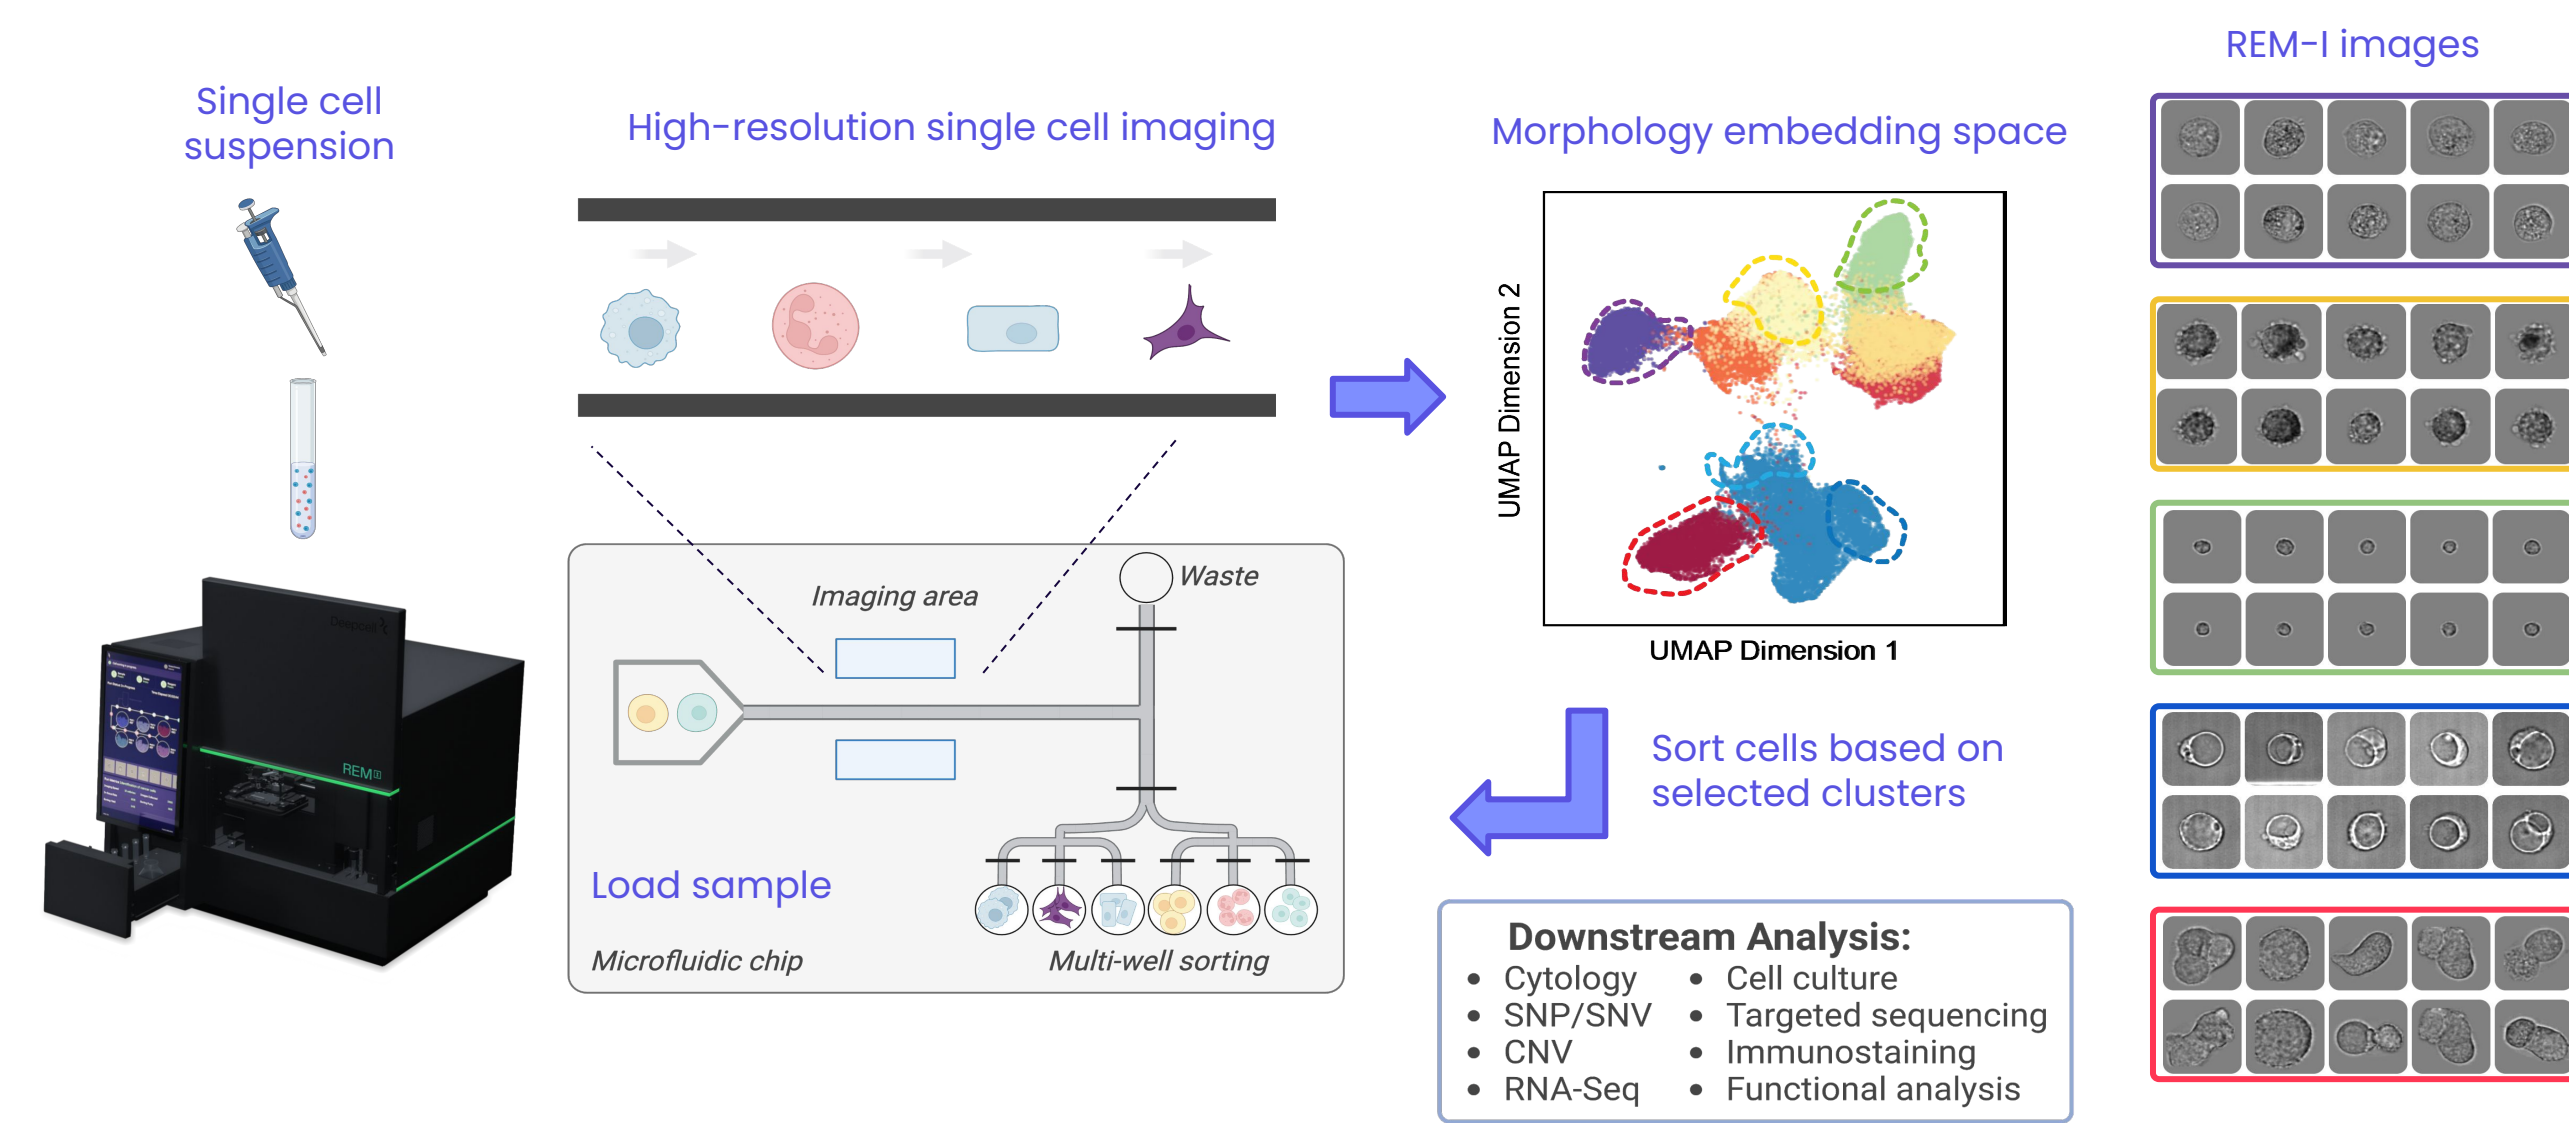 Single cell
suspension
Deepcell
REM
High-resolution single cell imaging
Imaging area
Waste
Load sample
Microfluidic chip
Multi-well sorting
Morphology embedding space
UMAP Dimension 2
UMAP Dimension 1
Sort cells based on
selected clusters
Downstream Analysis:
• Cytology
• SNP/SNV
• CNV
• RNA-Seq
• Cell culture
• Targeted sequencing
• Immunostaining
• Functional analysis
REM-I images